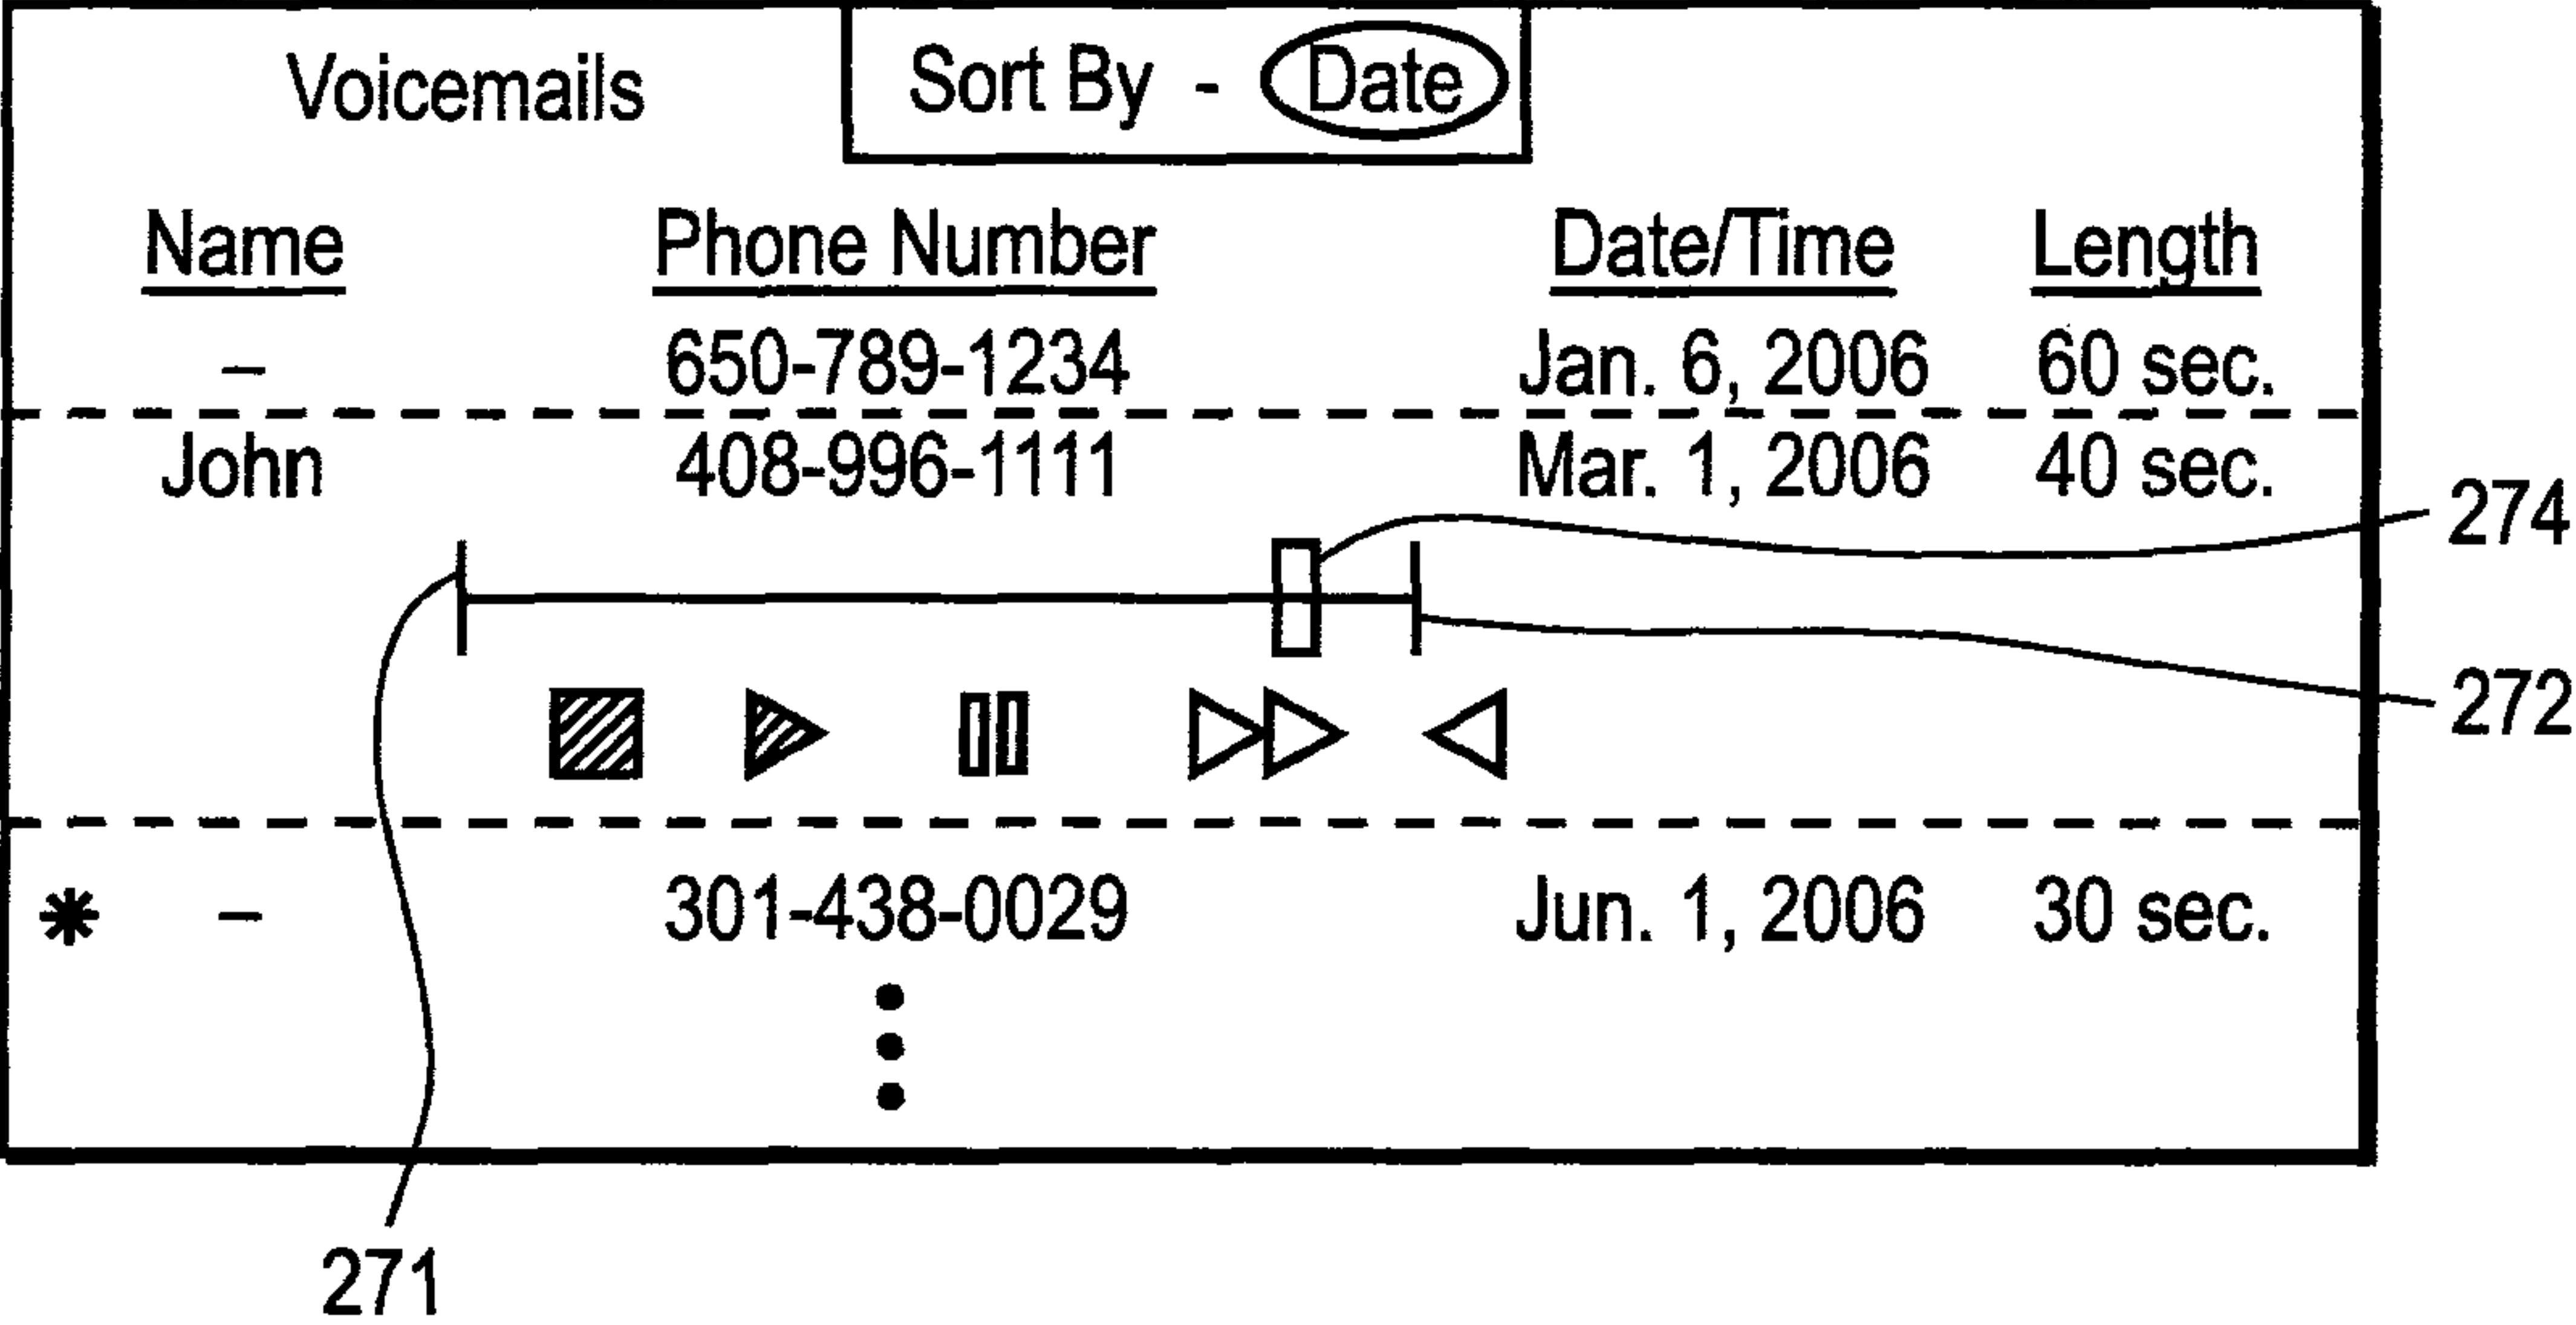 Voicemails Sort By - Date
Name Phone Number Date/Time Length
– 650-789-1234 Jan. 6, 2006 60 sec.
John 408-996-1111 Mar. 1, 2006 40 sec.
274
272
* – 301-438-0029 Jun. 1, 2006 30 sec.
271